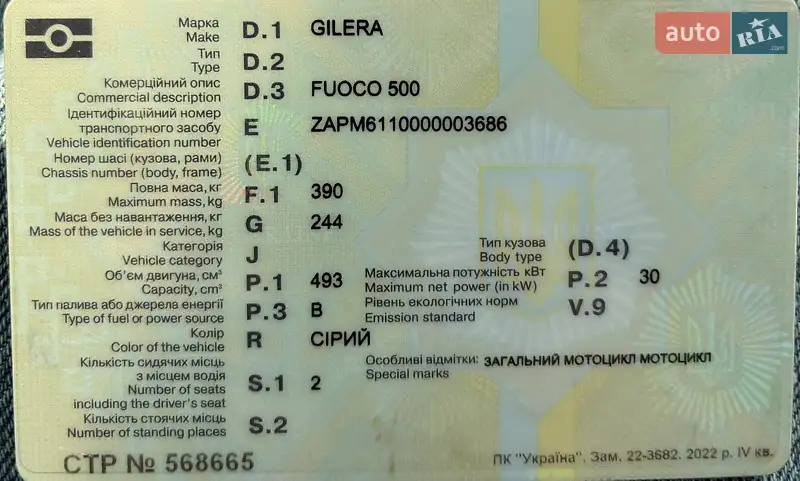 auto RIA.com
Марка
Make D.1 GILERA
Тип
Type D.2
Комерційний опис
Commercial description D.3 FUOCO 500
Ідентифікаційний номер
транспортного засобу
Vehicle identification number E ZAPM6110000003686
Номер шасі (кузова, рами)
Chassis number (body, frame) (E.1)
Повна маса, кг
Maximum mass, kg F.1 390
Маса без навантаження, кг
Mass of the vehicle in service, kg G 244
Категорія
Vehicle category J
Тип кузова
Body type (D.4)
Об'єм двигуна, см³
Capacity, cm³ P.1 493
Максимальна потужність кВт
Maximum net power (in kW) P.2 30
Тип палива або джерела енергії
Type of fuel or power source P.3 B
Рівень екологічних норм
Emission standard V.9
Колір
Color of the vehicle R СІРИЙ
Кількість сидячих місць
з місцем водія
Number of seats
including the driver's seat S.1 2
Особливі відмітки: ЗАГАЛЬНИЙ МОТОЦИКЛ МОТОЦИКЛ
Special marks
Кількість стоячих місць
Number of standing places S.2
СТР № 568665
ПК "Україна". Зам. 22-3682. 2022 р. IV кв.